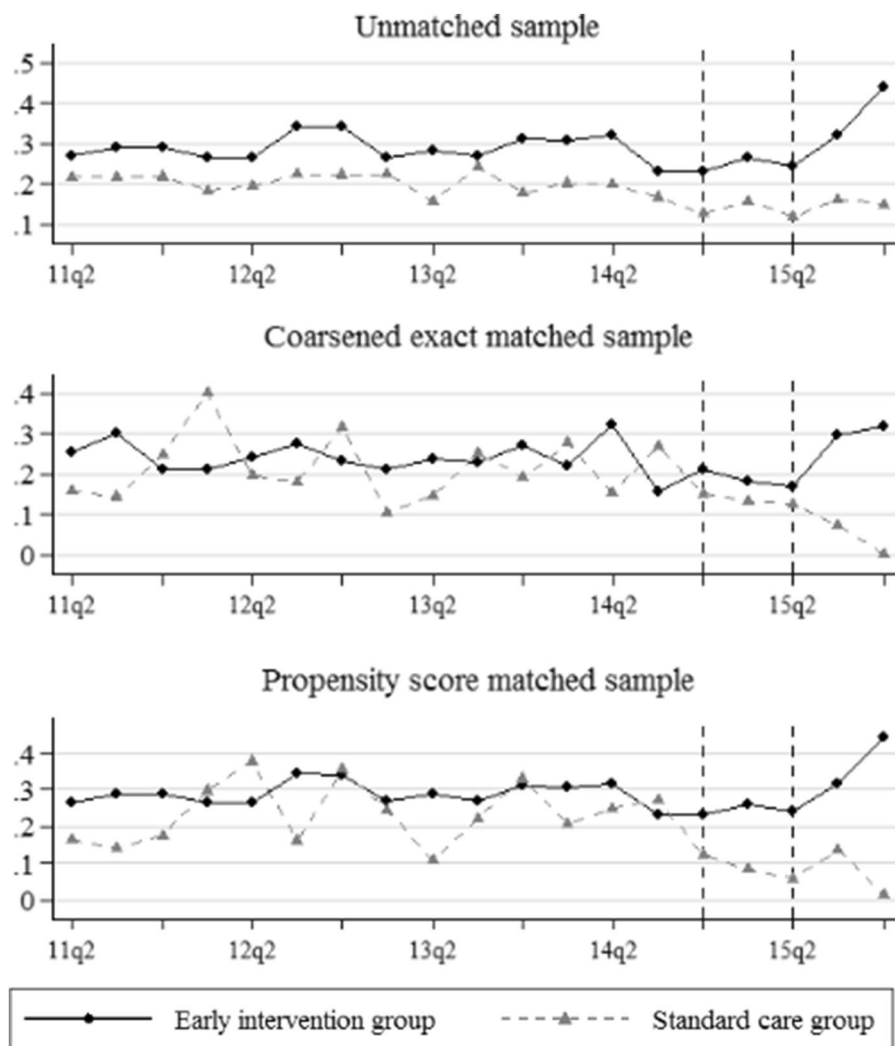 Unmatched sample
.5
.4
.3
.2
.1
11q2 12q2 13q2 14q2 15q2
Coarsened exact matched sample
.4
.3
.2
.1
0
11q2 12q2 13q2 14q2 15q2
Propensity score matched sample
.4
.3
.2
.1
0
11q2 12q2 13q2 14q2 15q2
Early intervention group Standard care group